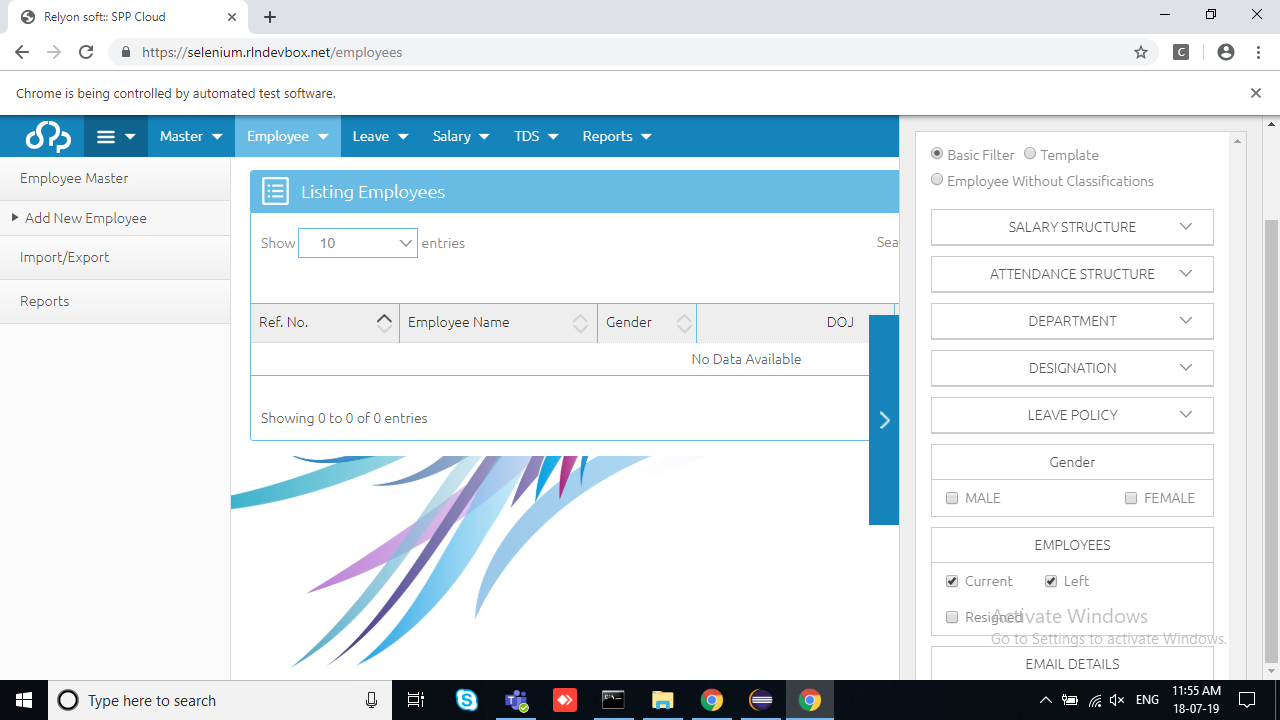 Relyon soft:: SPP Cloud
https://selenium.rlndevbox.net/employees
C
Chrome is being controlled by automated test software.
Master Employee Leave Salary TDS Reports
Employee Master
Add New Employee
Import/Export
Reports
Listing Employees
Show 10 entries
Sea
Ref. No. Employee Name Gender DOJ
No Data Available
Showing 0 to 0 of 0 entries
Basic Filter Template
Employee Without Classifications
SALARY STRUCTURE
ATTENDANCE STRUCTURE
DEPARTMENT
DESIGNATION
LEAVE POLICY
Gender
MALE FEMALE
EMPLOYEES
Current Left
Resigned
Activate Windows
Go to Settings to activate Windows.
EMAIL DETAILS
Type here to search
ENG
11:55 AM
18-07-19